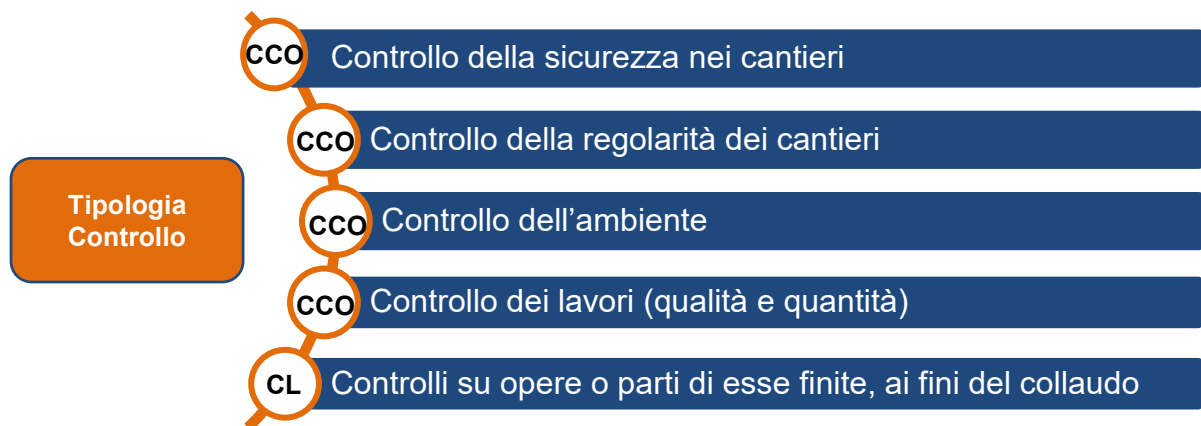 CCO Controllo della sicurezza nei cantieri
CCO Controllo della regolarità dei cantieri
Tipologia
Controllo
CCO Controllo dell’ambiente
CCO Controllo dei lavori (qualità e quantità)
CL Controlli su opere o parti di esse finite, ai fini del collaudo